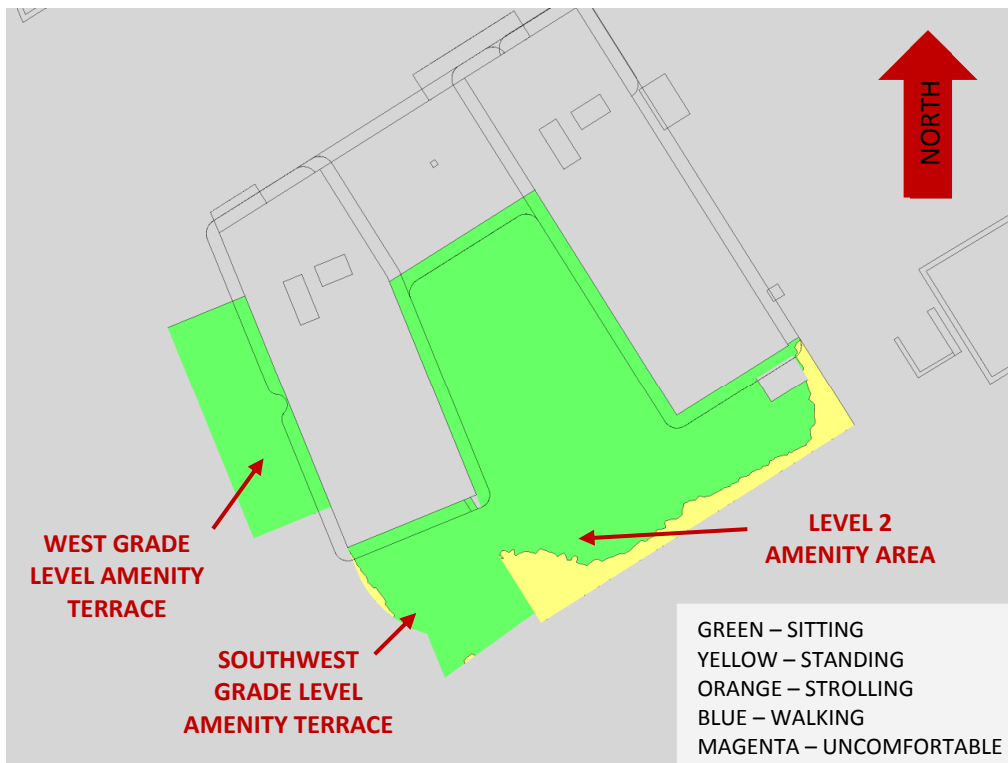 NORTH
WEST GRADE
LEVEL AMENITY
TERRACE
LEVEL 2
AMENITY AREA
SOUTHWEST
GRADE LEVEL
AMENITY TERRACE
GREEN – SITTING
YELLOW – STANDING
ORANGE – STROLLING
BLUE – WALKING
MAGENTA – UNCOMFORTABLE